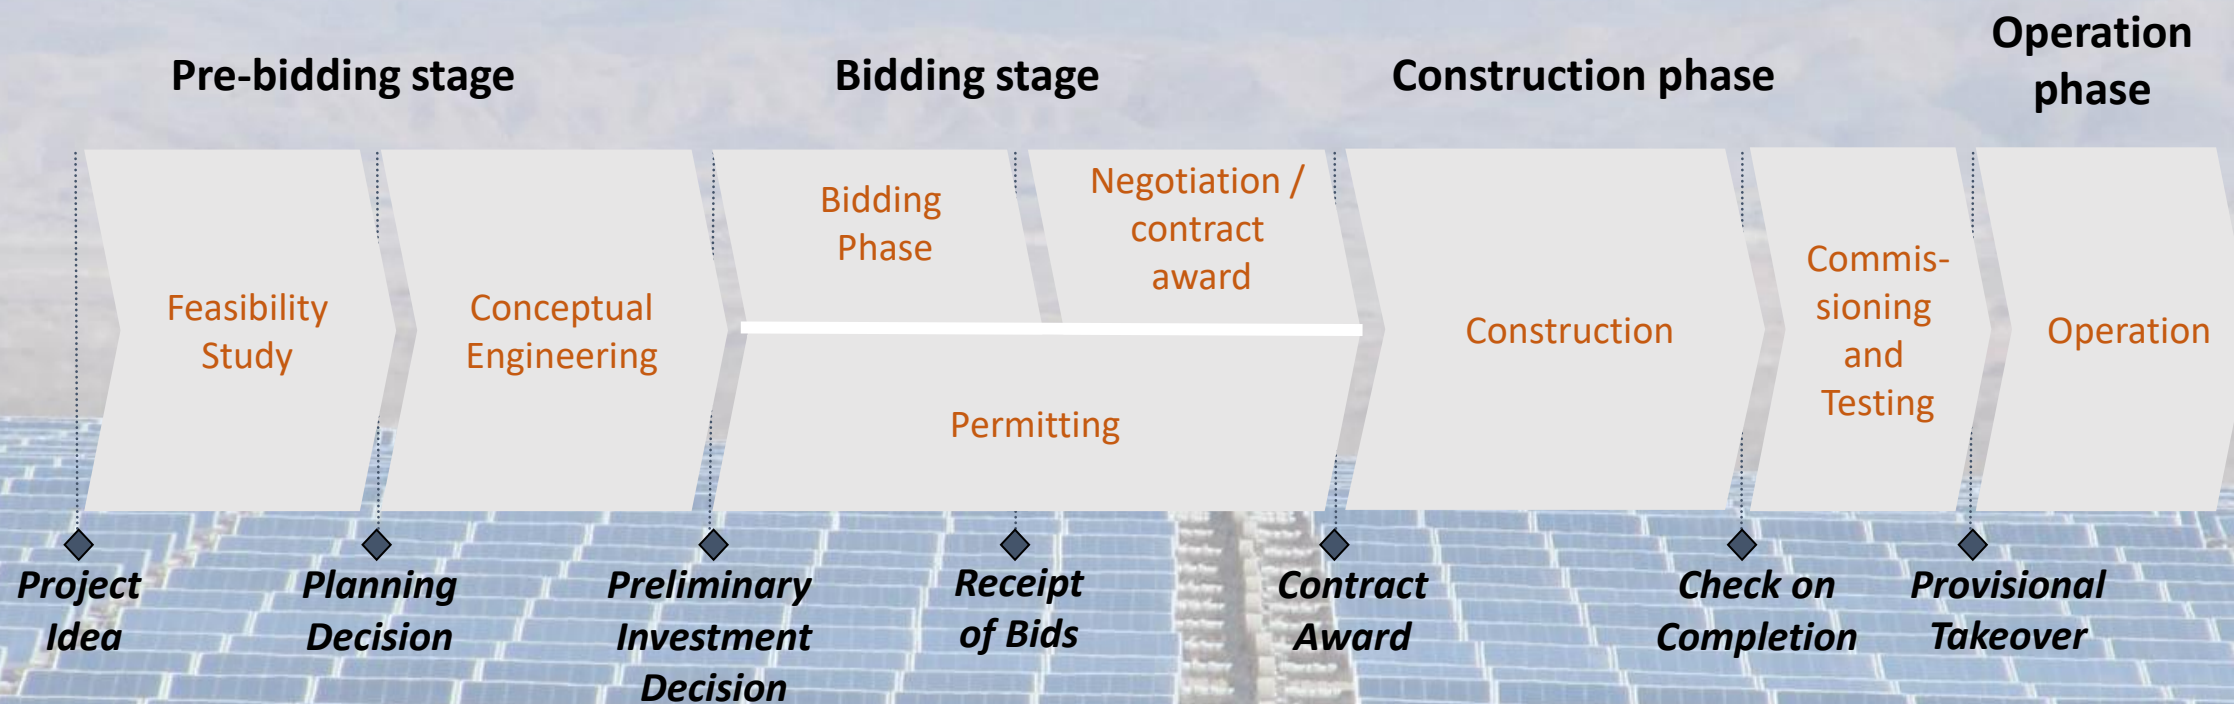 Pre-bidding stage
Bidding stage
Construction phase
Operation
phase
Feasibility
Study
Conceptual
Engineering
Bidding
Phase
Negotiation /
contract
award
Permitting
Construction
Commis-
sioning
and
Testing
Operation
Project
Idea
Planning
Decision
Preliminary
Investment
Decision
Receipt
of Bids
Contract
Award
Check on
Completion
Provisional
Takeover